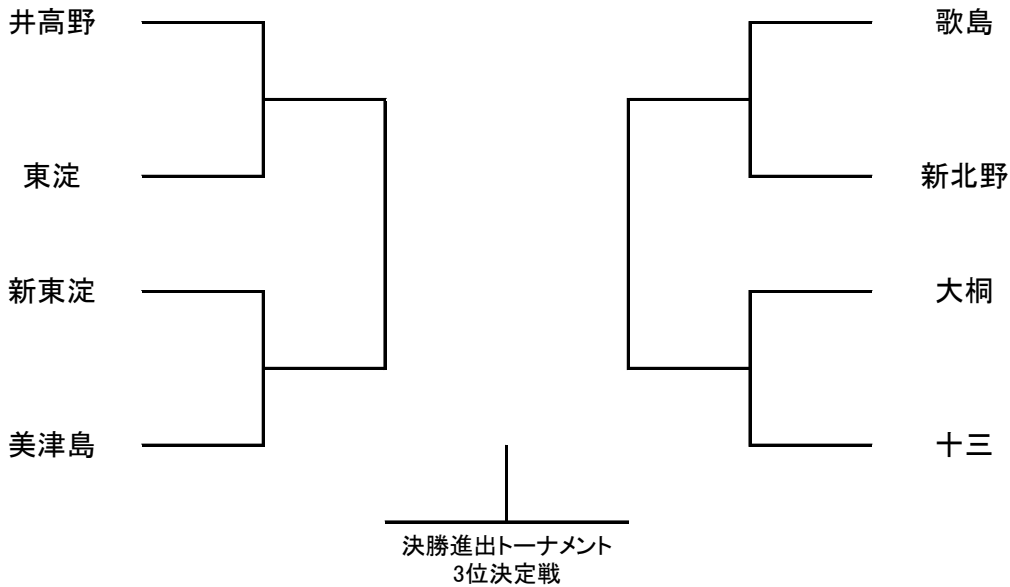 井高野
歌島
東淀
新北野
新東淀
大桐
美津島
十三
決勝進出トーナメント
3位決定戦